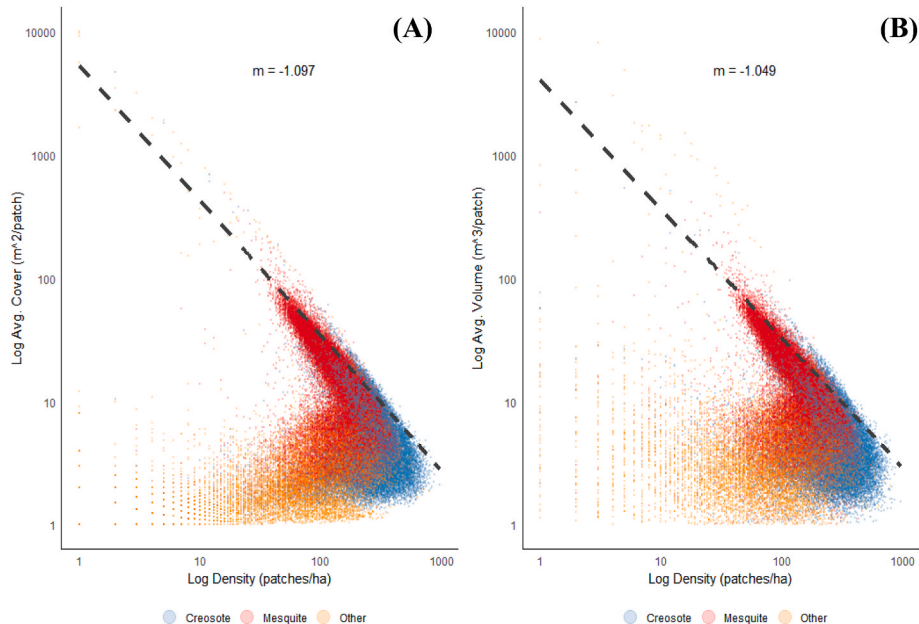 (A)
m = -1.097
10000
1000
100
10
1
Log Avg. Cover (m^2/patch)
1
10
100
1000
Log Density (patches/ha)
Creosote
Mesquite
Other
(B)
m = -1.049
10000
1000
100
10
1
Log Avg. Volume (m^3/patch)
1
10
100
1000
Log Density (patches/ha)
Creosote
Mesquite
Other